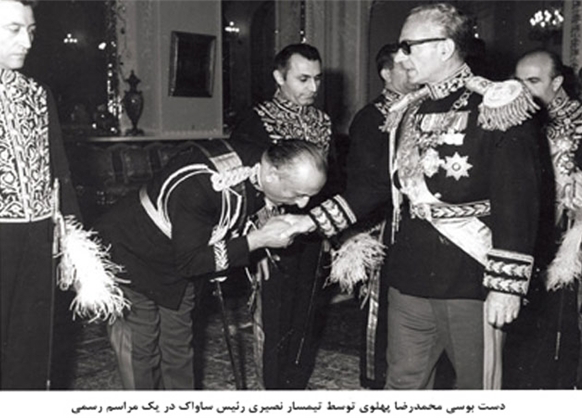 دست بوسی محمدرضا پهلوی توسط تیمسار نصیری رئیس ساواک در یک مراسم رسمی